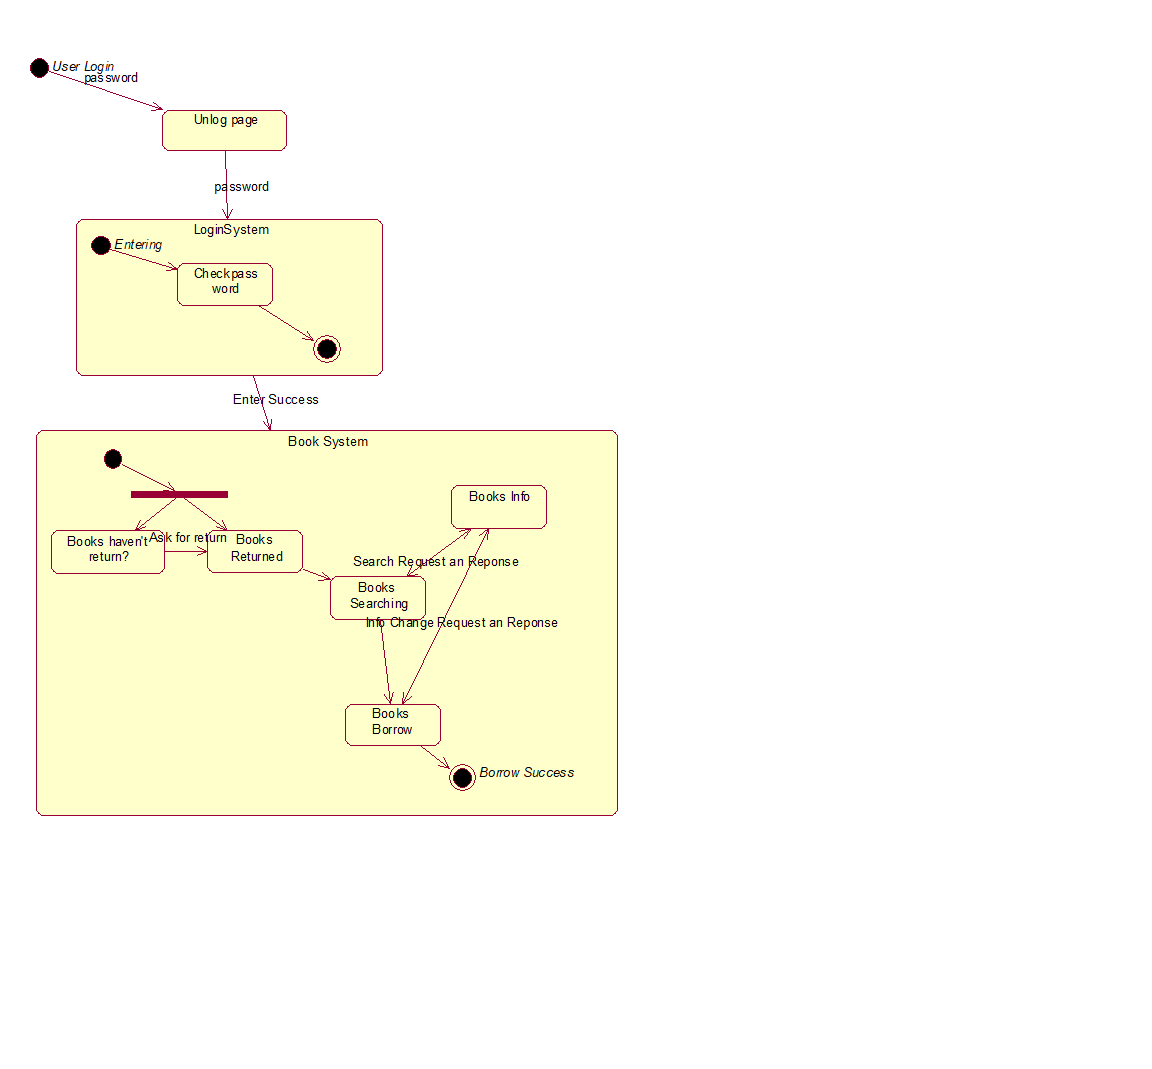 User Login
password
Unlog page
password
LoginSystem
Entering
Checkpass
word
Enter Success
Book System
Books Info
Books haven't
return?
Ask for return
Books
Returned
Search Request an Reponse
Books
Searching
Info Change Request an Reponse
Books
Borrow
Borrow Success